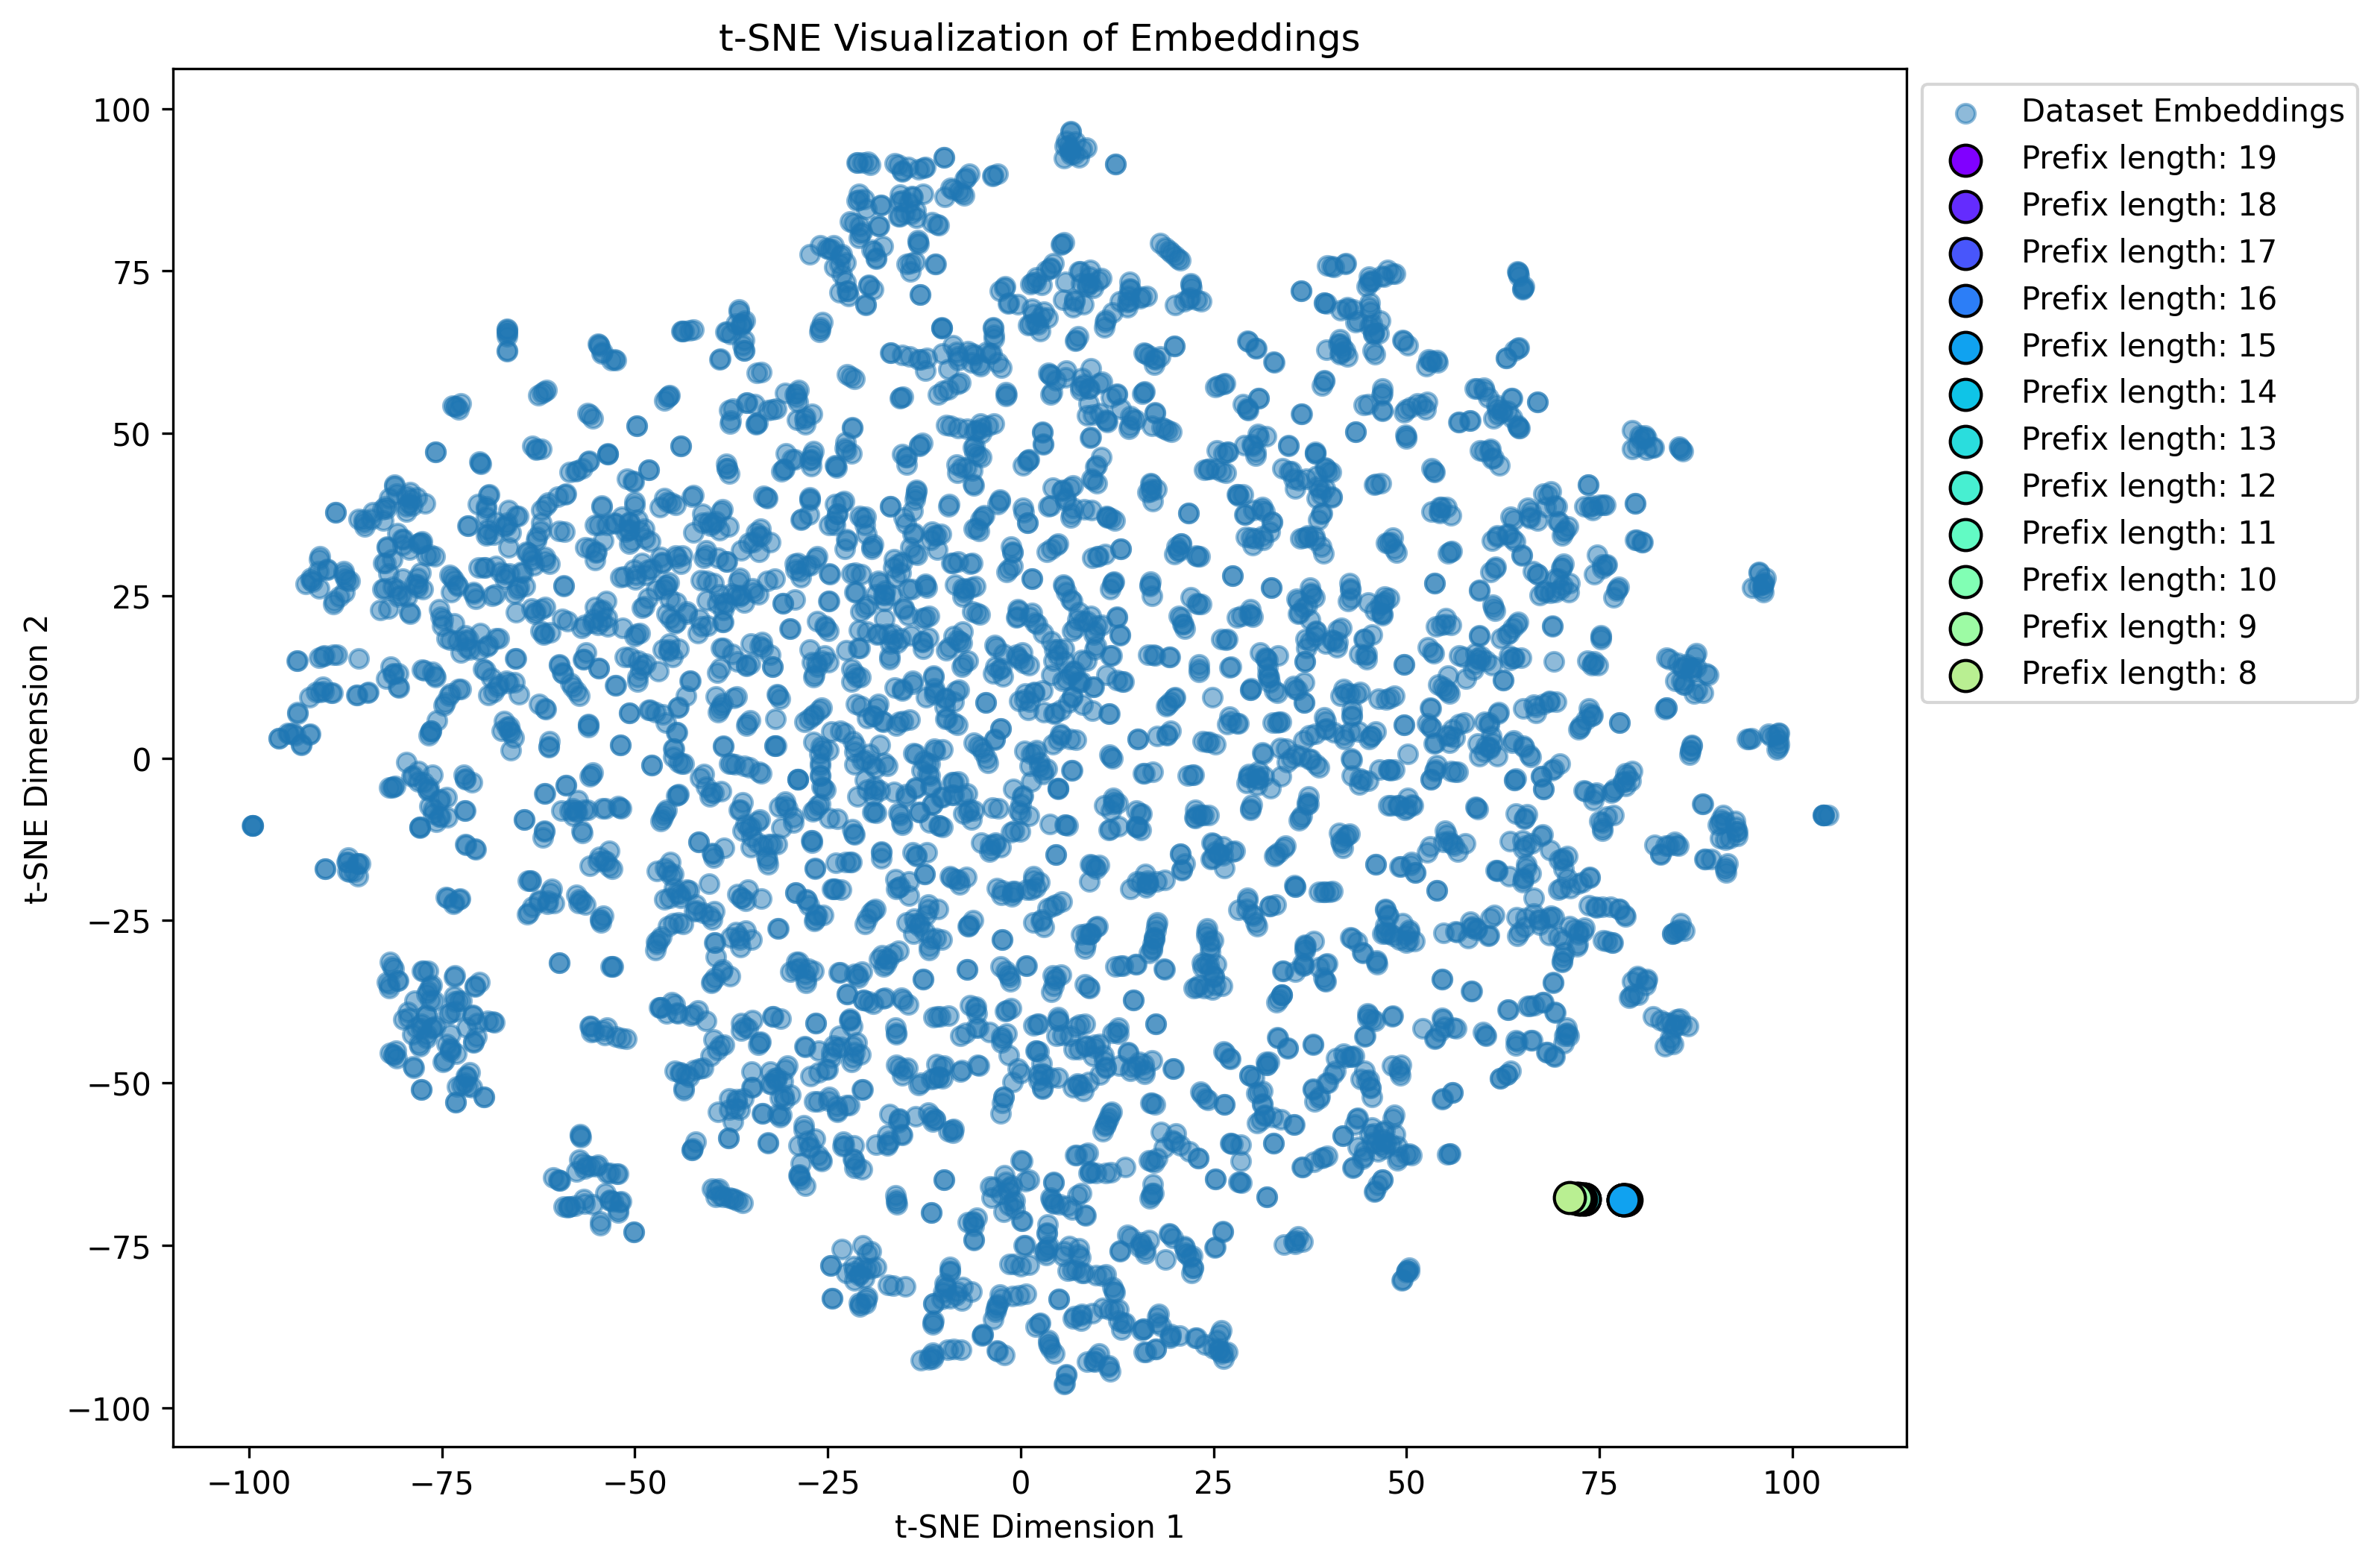 t-SNE Visualization of Embeddings
t-SNE Dimension 2
100
75
50
25
0
−25
−50
−75
−100
−100
−75
−50
−25
0
25
50
75
100
t-SNE Dimension 1
Dataset Embeddings
Prefix length: 19
Prefix length: 18
Prefix length: 17
Prefix length: 16
Prefix length: 15
Prefix length: 14
Prefix length: 13
Prefix length: 12
Prefix length: 11
Prefix length: 10
Prefix length: 9
Prefix length: 8